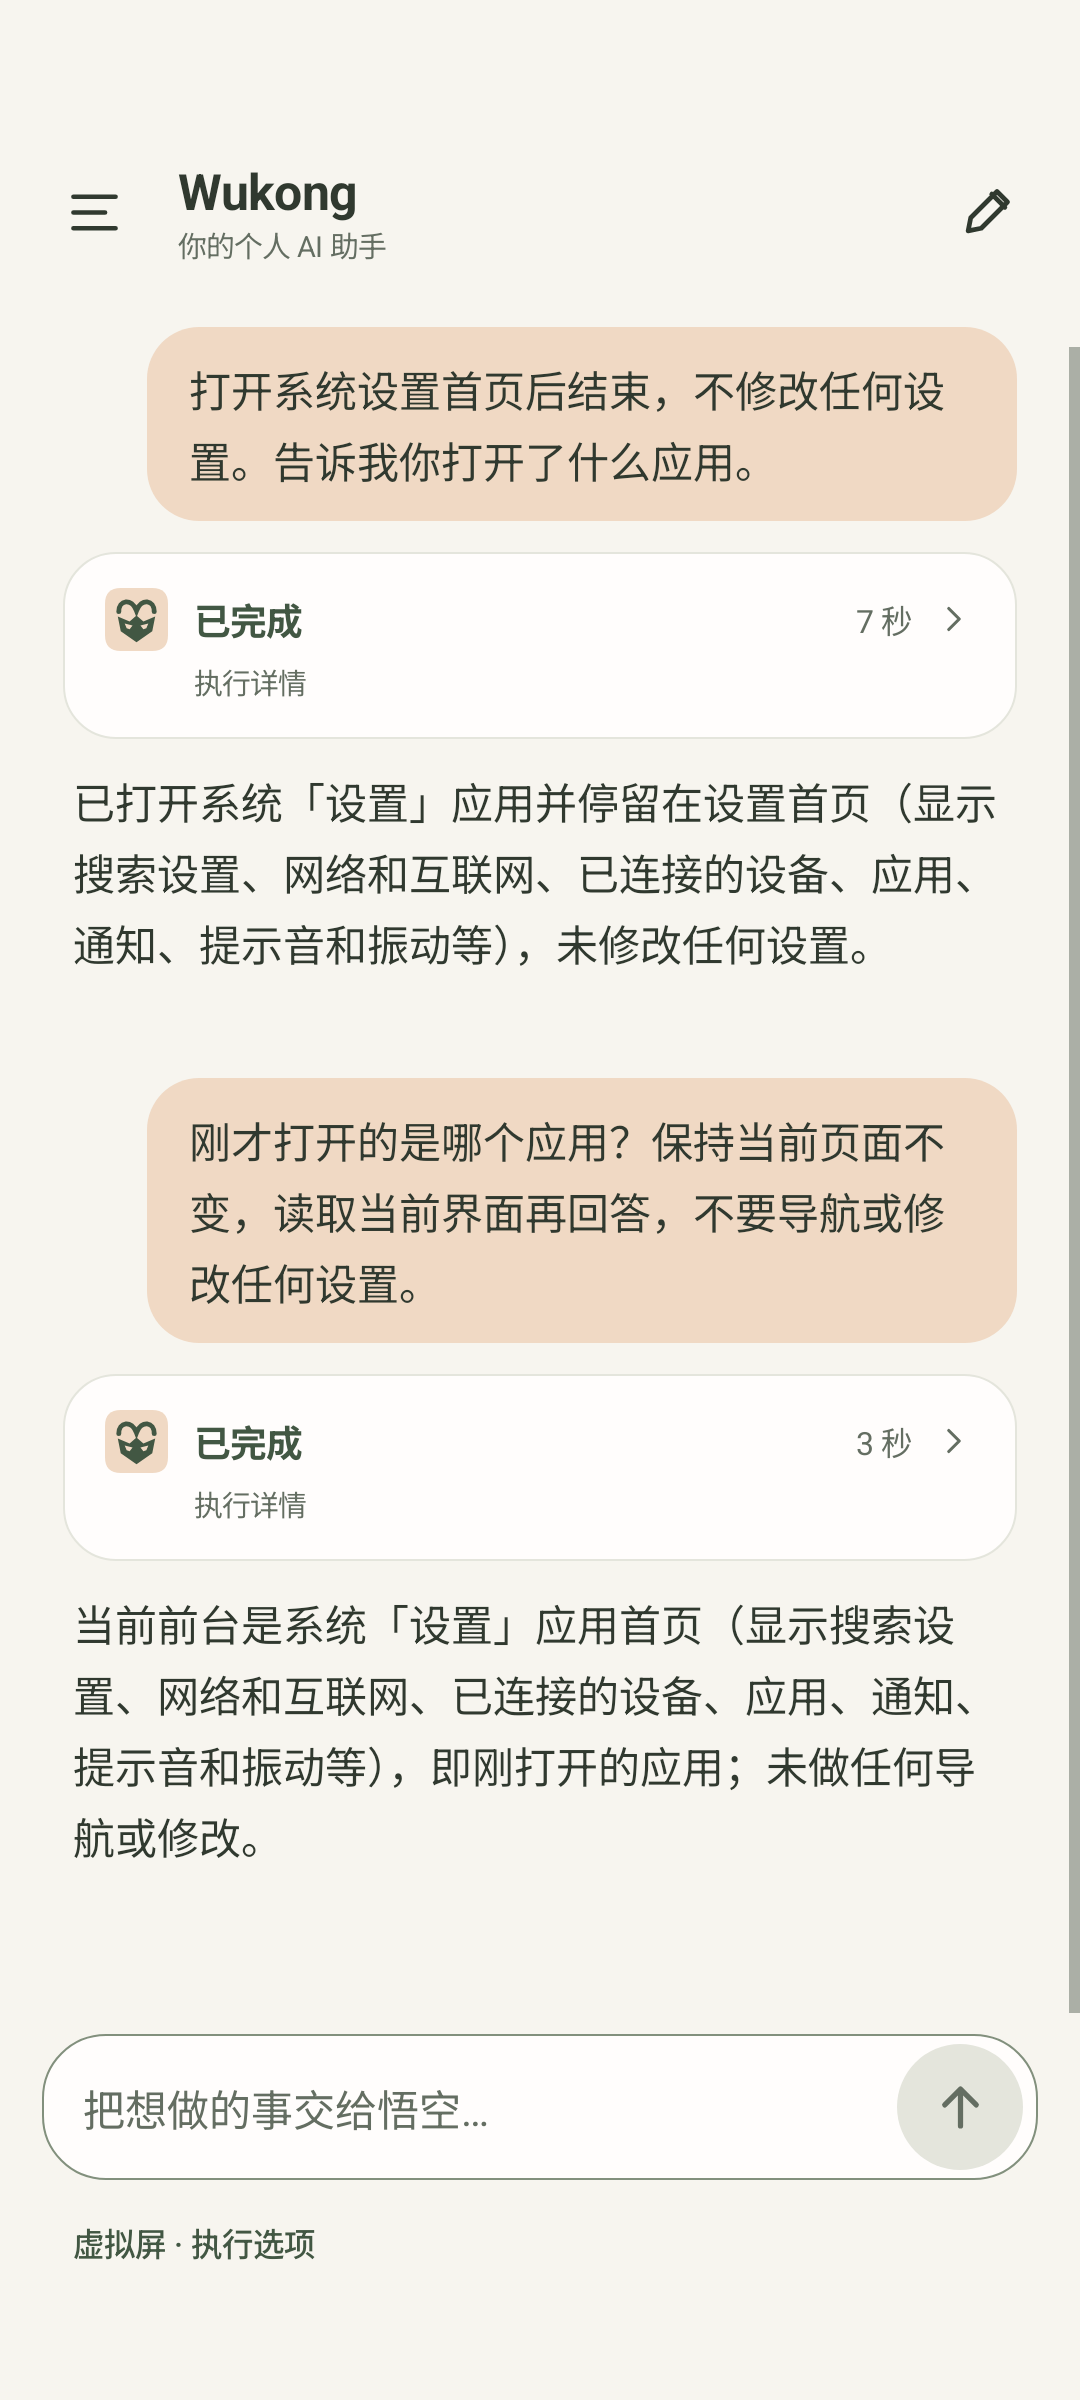 Wukong
你的个人 AI 助手
打开系统设置首页后结束，不修改任何设
置。告诉我你打开了什么应用。
已完成
7 秒
执行详情
已打开系统「设置」应用并停留在设置首页（显示
搜索设置、网络和互联网、已连接的设备、应用、
通知、提示音和振动等），未修改任何设置。
刚才打开的是哪个应用？保持当前页面不
变，读取当前界面再回答，不要导航或修
改任何设置。
已完成
3 秒
执行详情
当前前台是系统「设置」应用首页（显示搜索设
置、网络和互联网、已连接的设备、应用、通知、
提示音和振动等），即刚打开的应用；未做任何导
航或修改。
把想做的事交给悟空...
虚拟屏 · 执行选项